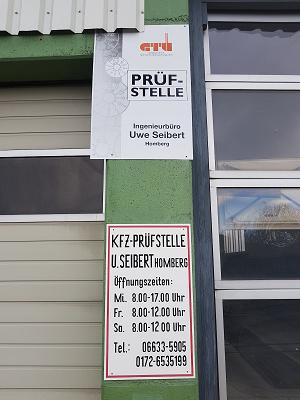 GTÜ
PRÜF-
STELLE
Ingenieurbüro
Uwe Seibert
Homberg
KFZ-PRÜFSTELLE
U.SEIBERT HOMBERG
Öffnungszeiten:
Mi. 8.00-17.00 Uhr
Fr. 8.00-12.00 Uhr
Sa. 8.00-12 00 Uhr
Tel.: 06633-5905
0172-6535199